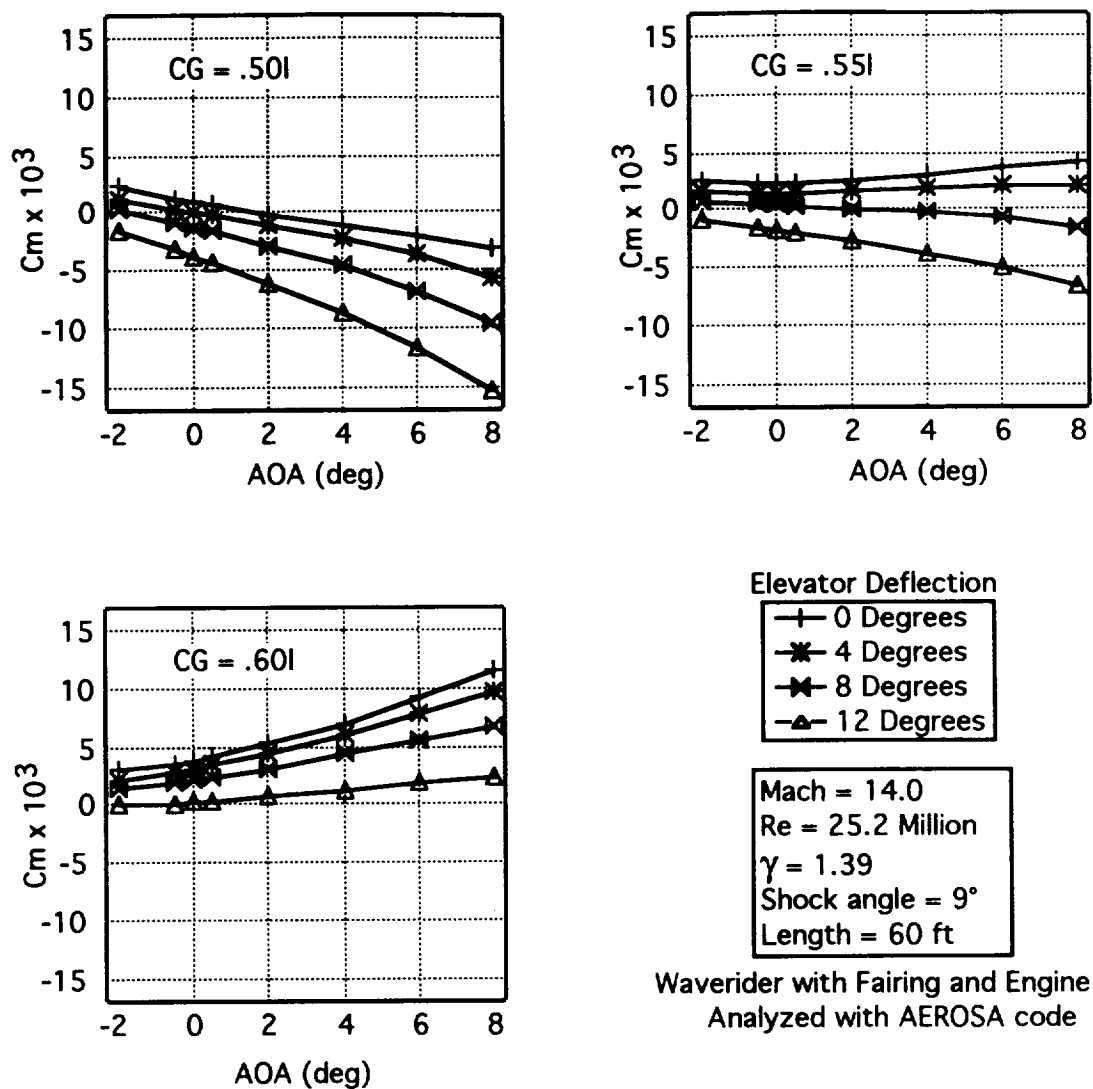 CG = .50l
15
10
5
0
-5
-10
-15
Cm x 10³
-2 0 2 4 6 8
AOA (deg)
CG = .55l
15
10
5
0
-5
-10
-15
Cm x 10³
-2 0 2 4 6 8
AOA (deg)
CG = .60l
15
10
5
0
-5
-10
-15
Cm x 10³
-2 0 2 4 6 8
AOA (deg)
Elevator Deflection
0 Degrees
4 Degrees
8 Degrees
12 Degrees
Mach = 14.0
Re = 25.2 Million
γ = 1.39
Shock angle = 9°
Length = 60 ft
Waverider with Fairing and Engine
Analyzed with AEROSA code